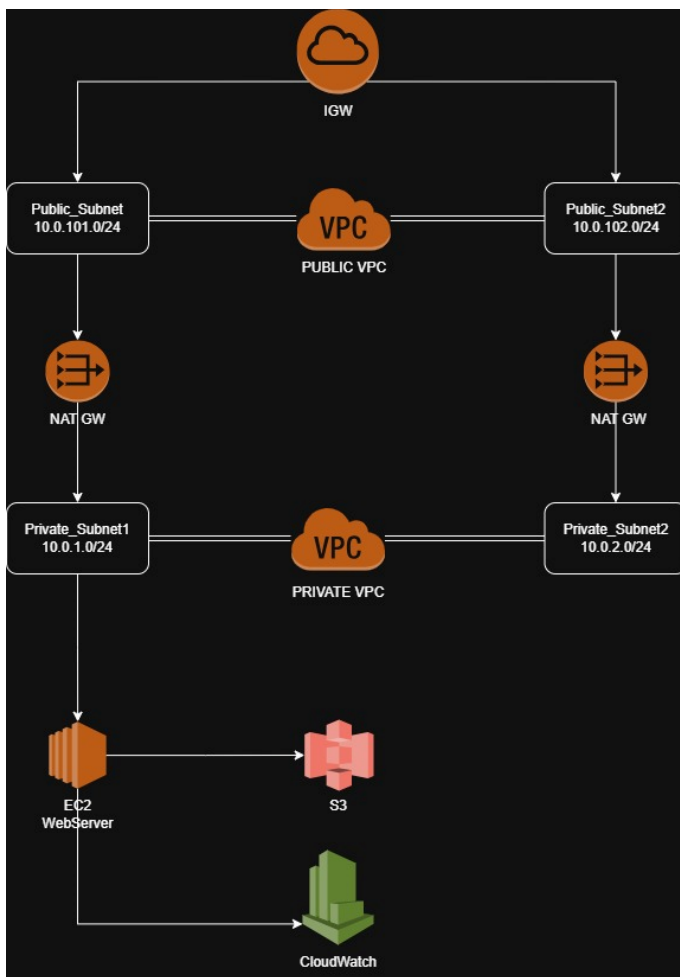 IGW
Public_Subnet
10.0.101.0/24
VPC
PUBLIC VPC
Public_Subnet2
10.0.102.0/24
NAT GW
NAT GW
Private_Subnet1
10.0.1.0/24
VPC
PRIVATE VPC
Private_Subnet2
10.0.2.0/24
EC2
WebServer
S3
CloudWatch